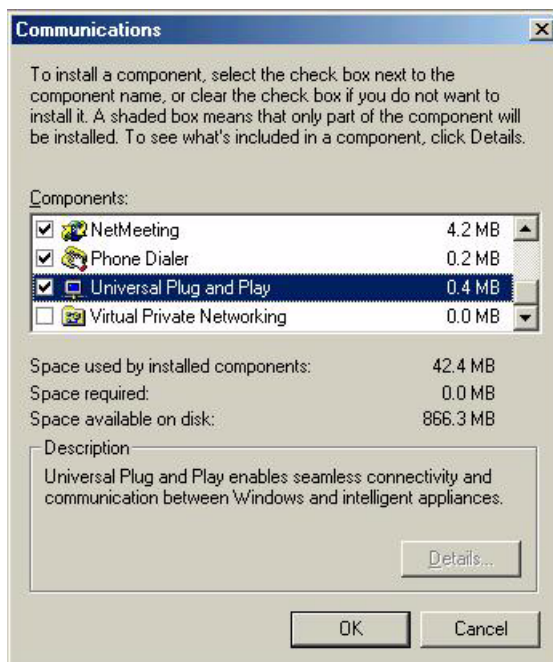 Communications
To install a component, select the check box next to the
component name, or clear the check box if you do not want to
install it. A shaded box means that only part of the component will
be installed. To see what's included in a component, click Details.
Components:
NetMeeting 4.2 MB
Phone Dialer 0.2 MB
Universal Plug and Play 0.4 MB
Virtual Private Networking 0.0 MB
Space used by installed components: 42.4 MB
Space required: 0.0 MB
Space available on disk: 866.3 MB
Description
Universal Plug and Play enables seamless connectivity and
communication between Windows and intelligent appliances.
Details...
OK Cancel